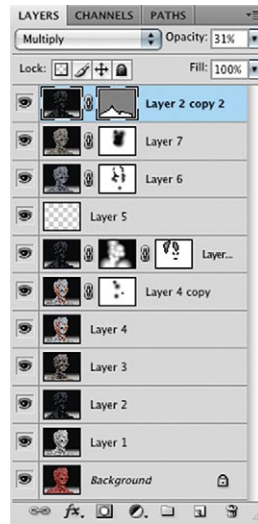 LAYERS CHANNELS PATHS
Multiply Opacity: 31%
Lock: Fill: 100%
Layer 2 copy 2
Layer 7
Layer 6
Layer 5
Layer...
Layer 4 copy
Layer 4
Layer 3
Layer 2
Layer 1
Background
fx.